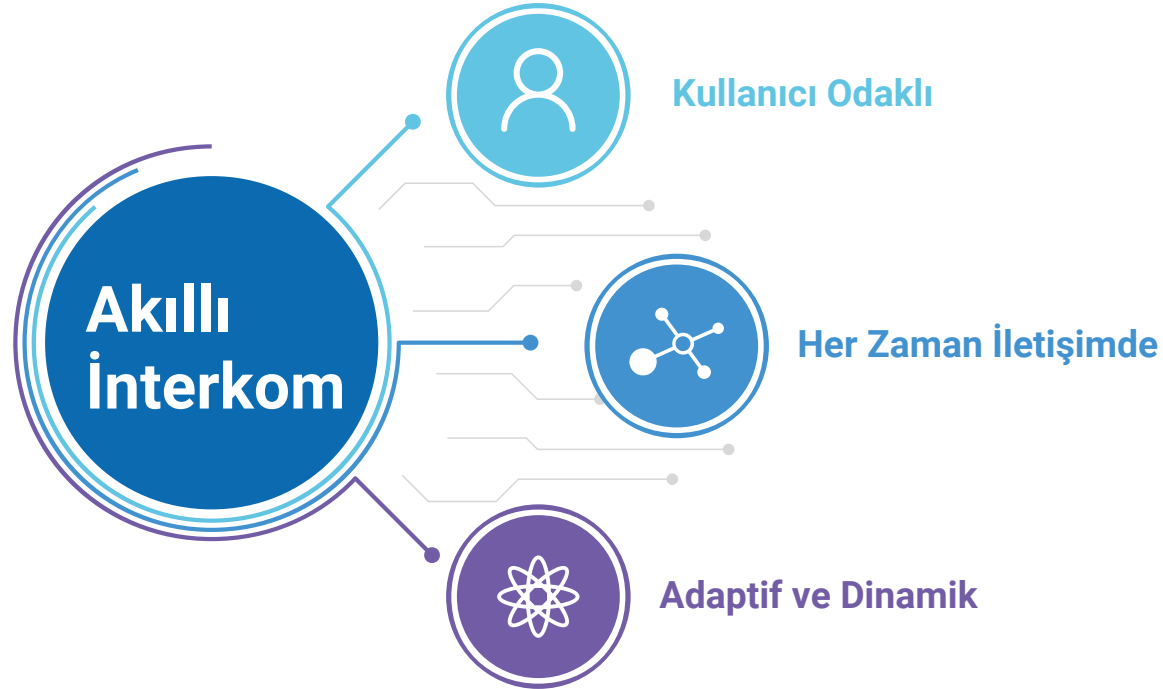 Kullanıcı Odaklı
Akıllı
İnterkom
Her Zaman İletişimde
Adaptif ve Dinamik